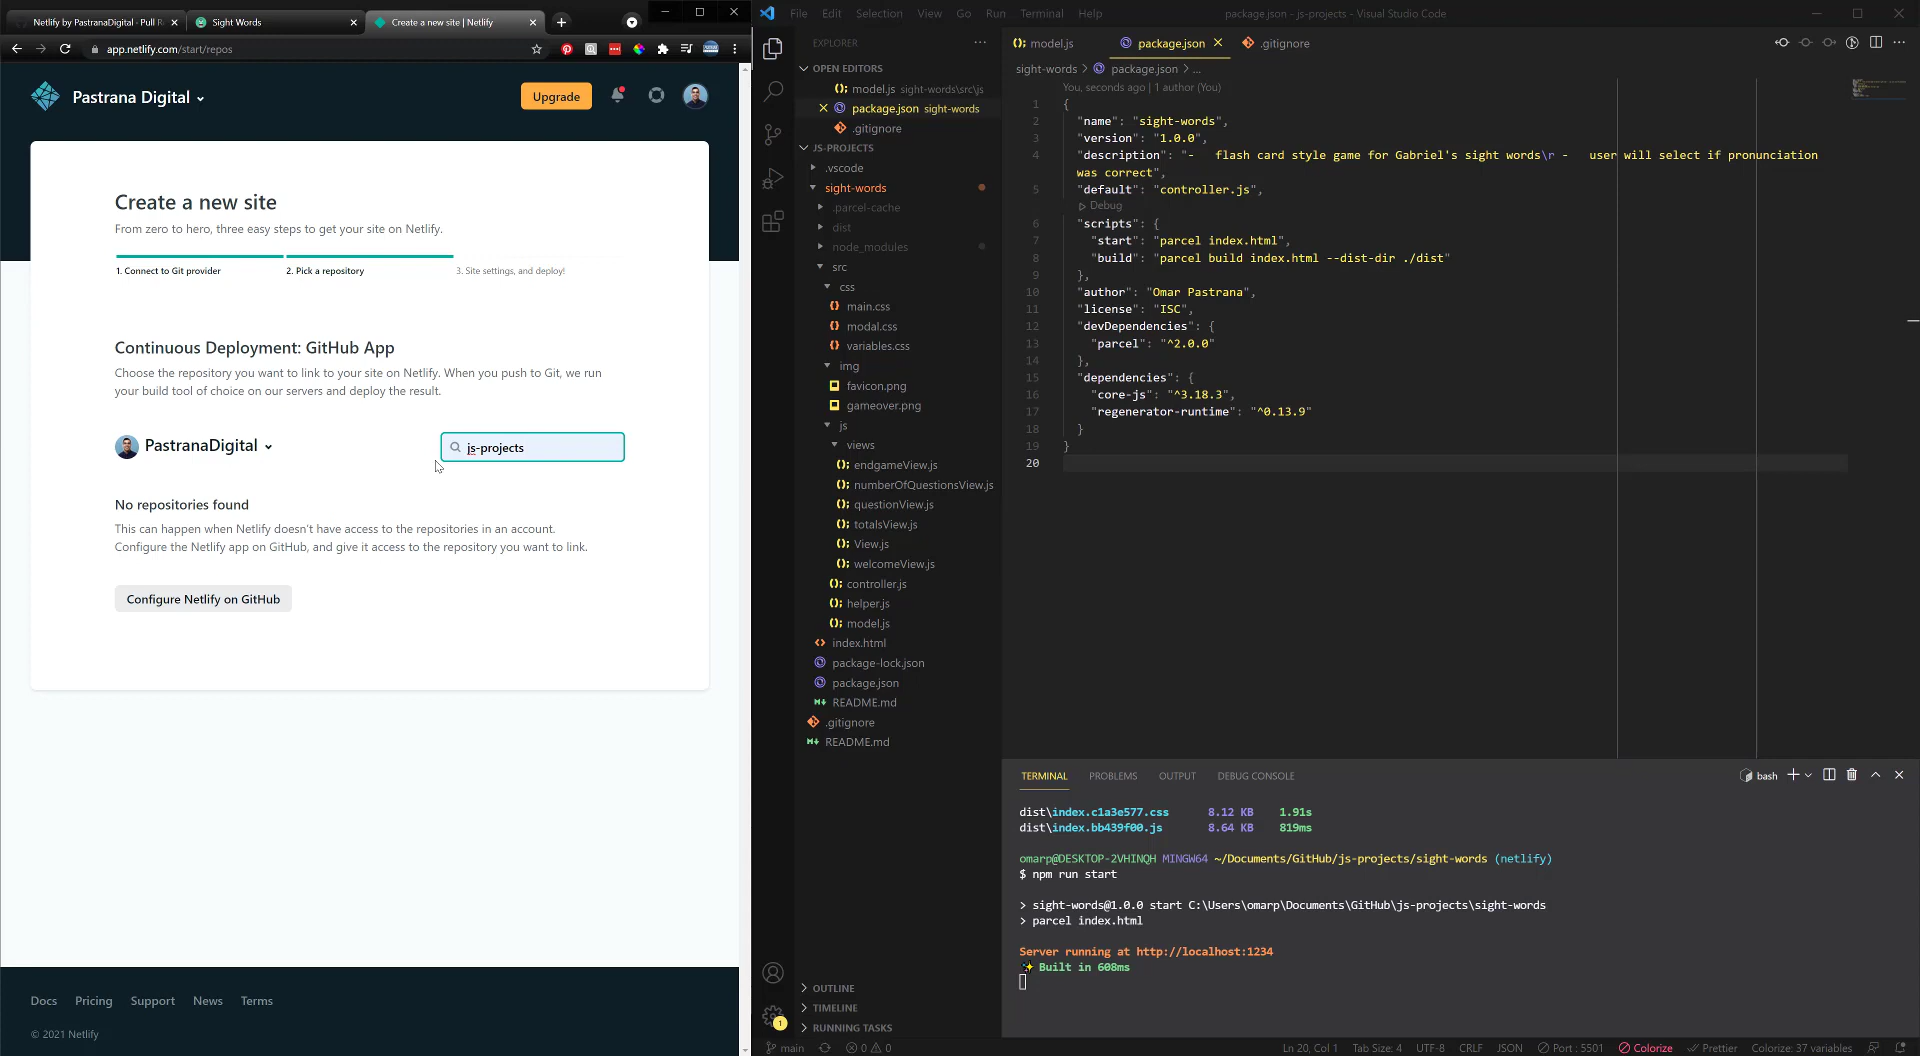 Netlify by PastranaDigital · Pull R
Sight Words
Create a new site | Netlify
app.netlify.com/start/repos
Pastrana Digital
Upgrade
Create a new site
From zero to hero, three easy steps to get your site on Netlify.
1. Connect to Git provider
2. Pick a repository
3. Site settings, and deploy!
Continuous Deployment: GitHub App
Choose the repository you want to link to your site on Netlify. When you push to Git, we run
your build tool of choice on our servers and deploy the result.
PastranaDigital
js-projects
No repositories found
This can happen when Netlify doesn't have access to the repositories in an account.
Configure the Netlify app on GitHub, and give it access to the repository you want to link.
Configure Netlify on GitHub
Docs Pricing Support News Terms
© 2021 Netlify
File Edit Selection View Go Run Terminal Help
package.json - js-projects - Visual Studio Code
EXPLORER
OPEN EDITORS
model.js sight-words\src\js
package.json sight-words
.gitignore
JS-PROJECTS
.vscode
sight-words
.parcel-cache
dist
node_modules
src
css
main.css
modal.css
variables.css
img
favicon.png
gameover.png
js
views
endgameView.js
numberOfQuestionsView.js
questionView.js
totalsView.js
View.js
welcomeView.js
controller.js
helper.js
model.js
index.html
package-lock.json
package.json
README.md
.gitignore
README.md
OUTLINE
TIMELINE
RUNNING TASKS
1
model.js
package.json
.gitignore
sight-words > package.json > ...
You, seconds ago | 1 author (You)
1 {
2 "name": "sight-words",
3 "version": "1.0.0",
4 "description": "- flash card style game for Gabriel's sight words\r - user will select if pronunciation
was correct",
5 "default": "controller.js",
Debug
6 "scripts": {
7 "start": "parcel index.html",
8 "build": "parcel build index.html --dist-dir ./dist"
9 },
10 "author": "Omar Pastrana",
11 "license": "ISC",
12 "devDependencies": {
13 "parcel": "^2.0.0"
14 },
15 "dependencies": {
16 "core-js": "^3.18.3",
17 "regenerator-runtime": "^0.13.9"
18 }
19 }
20
TERMINAL PROBLEMS OUTPUT DEBUG CONSOLE
bash
dist\index.c1a3e577.css 8.12 KB 1.91s
dist\index.bb439f00.js 8.64 KB 819ms
omarp@DESKTOP-2VHINQH MINGW64 ~/Documents/GitHub/js-projects/sight-words (netlify)
$ npm run start
> sight-words@1.0.0 start C:\Users\omarp\Documents\GitHub\js-projects\sight-words
> parcel index.html
Server running at http://localhost:1234
Built in 608ms
main 0 0
Ln 20, Col 1 Tab Size: 4 UTF-8 CRLF JSON Port : 5501 Colorize Prettier Colorize: 37 variables